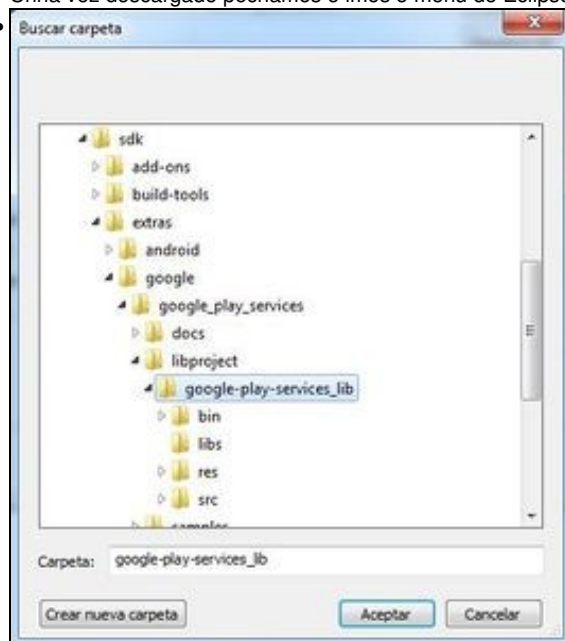 Buscar carpeta
sdk
add-ons
build-tools
extras
android
google
google_play_services
docs
libproject
google-play-services_lib
bin
libs
res
src
samples
Carpeta: google-play-services_lib
Crear nueva carpeta Aceptar Cancelar